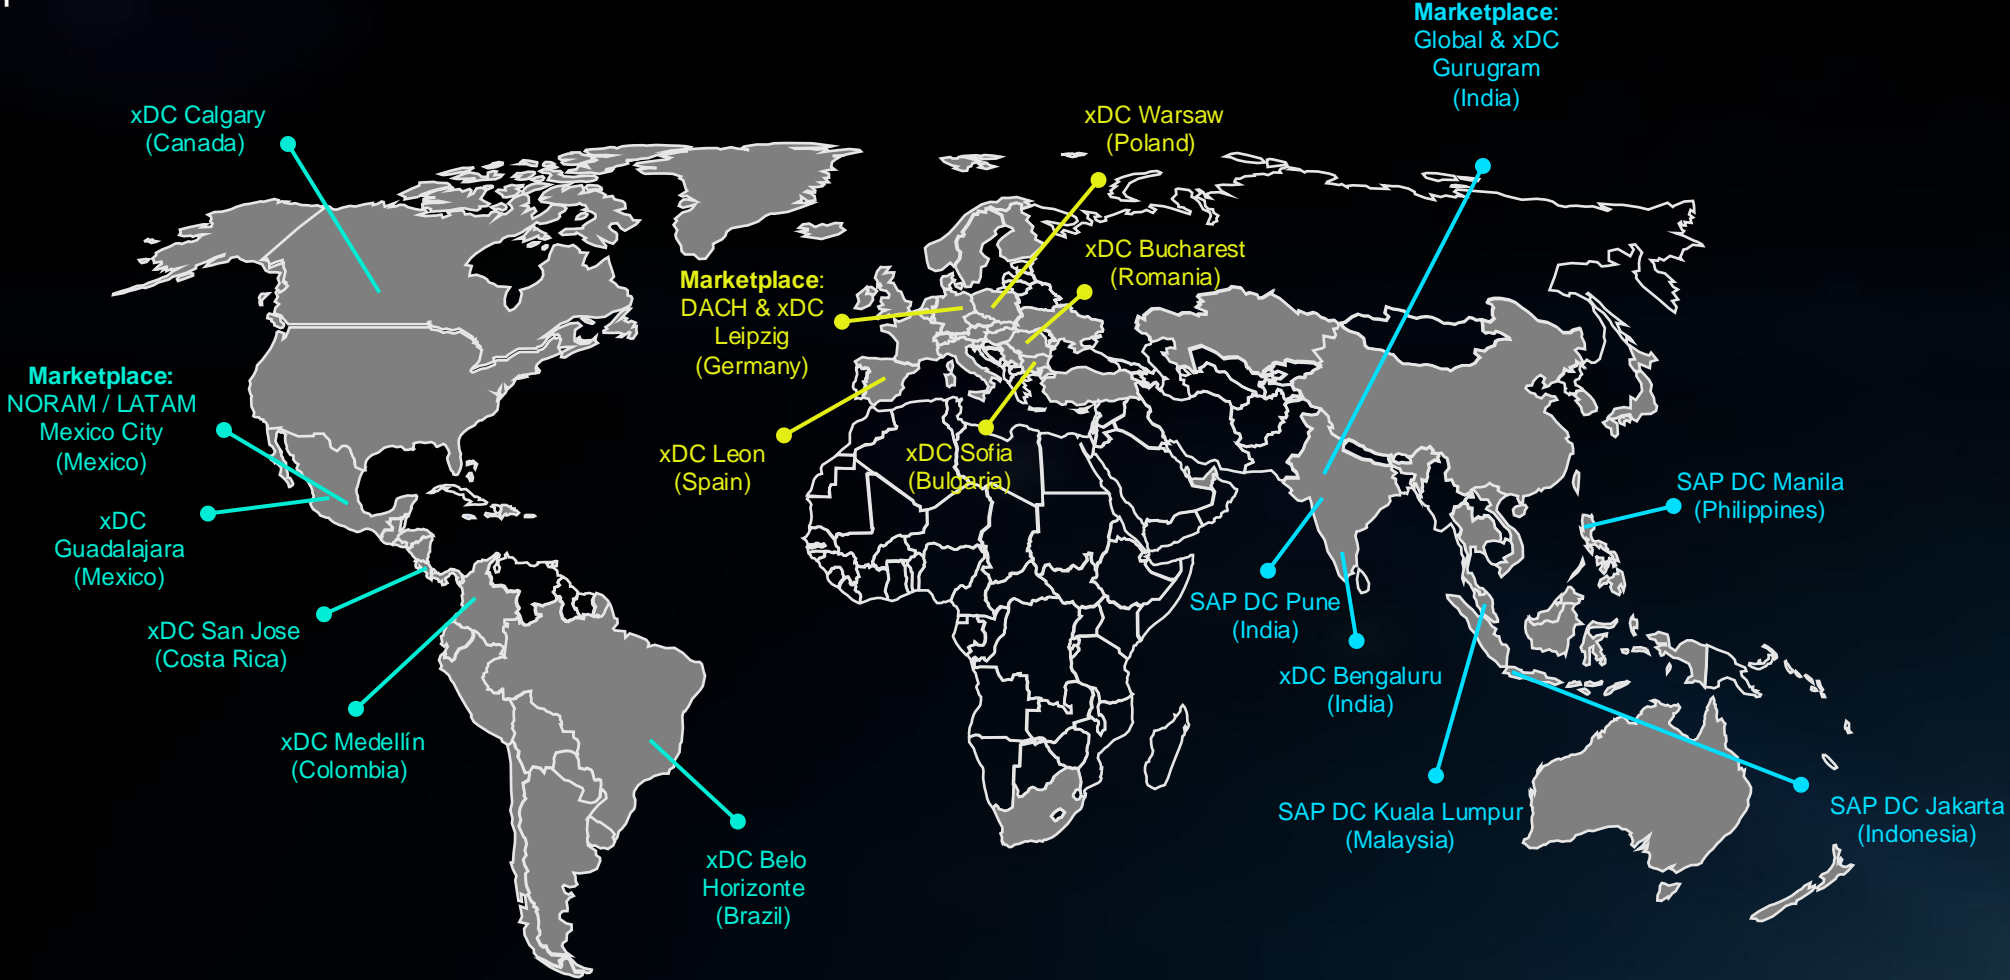 Marketplace:
Global & xDC
Gurugram
(India)
xDC Calgary
(Canada)
xDC Warsaw
(Poland)
xDC Bucharest
(Romania)
Marketplace:
DACH & xDC
Leipzig
(Germany)
Marketplace:
NORAM / LATAM
Mexico City
(Mexico)
xDC Leon
(Spain)
xDC Sofia
(Bulgaria)
SAP DC Manila
(Philippines)
xDC
Guadalajara
(Mexico)
SAP DC Pune
(India)
xDC San Jose
(Costa Rica)
xDC Bengaluru
(India)
xDC Medellín
(Colombia)
SAP DC Kuala Lumpur
(Malaysia)
SAP DC Jakarta
(Indonesia)
xDC Belo
Horizonte
(Brazil)